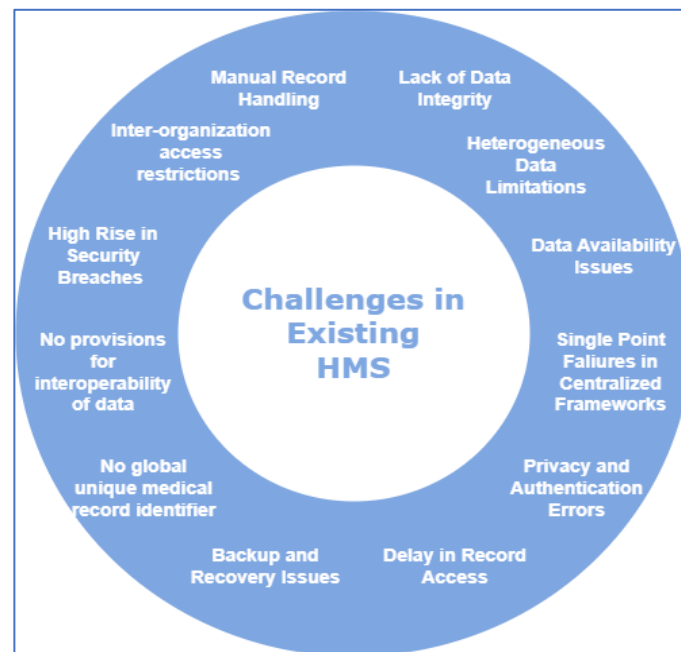 Manual Record
Handling
Lack of Data
Integrity
Inter-organization
access
restrictions
Heterogeneous
Data
Limitations
High Rise in
Security
Breaches
Data Availability
Issues
Challenges in
Existing
HMS
No provisions
for
interoperability
of data
Single Point
Faliures in
Centralized
Frameworks
No global
unique medical
record identifier
Privacy and
Authentication
Errors
Backup and
Recovery Issues
Delay in Record
Access